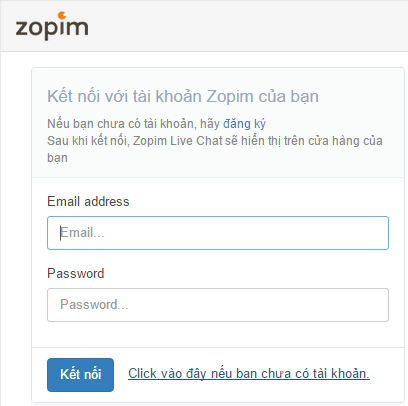 zopim
Kết nối với tài khoản Zopim của bạn
Nếu bạn chưa có tài khoản, hãy đăng ký
Sau khi kết nối, Zopim Live Chat sẽ hiển thị trên cửa hàng của
bạn
Email address
Email...
Password
Password...
Kết nối Click vào đây nếu bạn chưa có tài khoản.